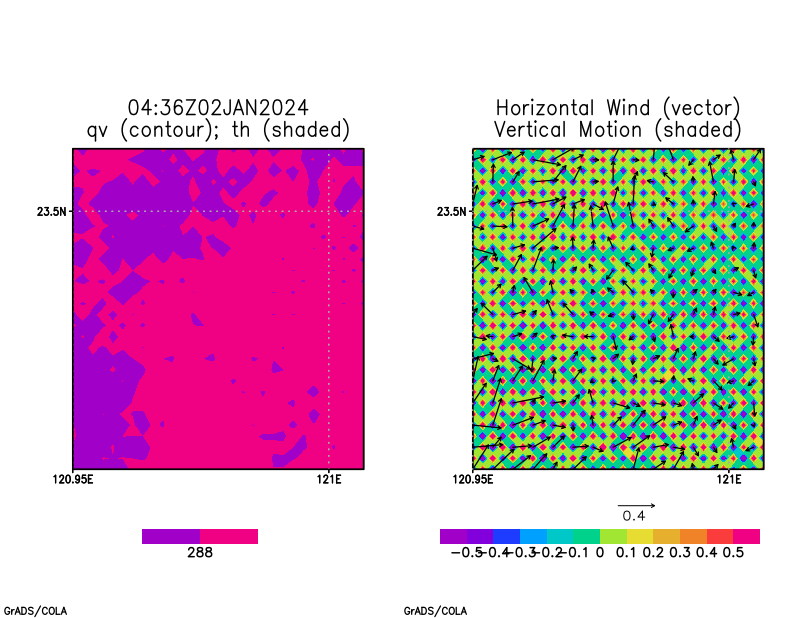 04:36Z02JAN2024
qv (contour); th (shaded)
23.5N
120.95E 121E
288
Horizontal Wind (vector)
Vertical Motion (shaded)
23.5N
120.95E 121E
0.4
-0.5 -0.4 -0.3 -0.2 -0.1 0 0.1 0.2 0.3 0.4 0.5
GrADS/COLA GrADS/COLA